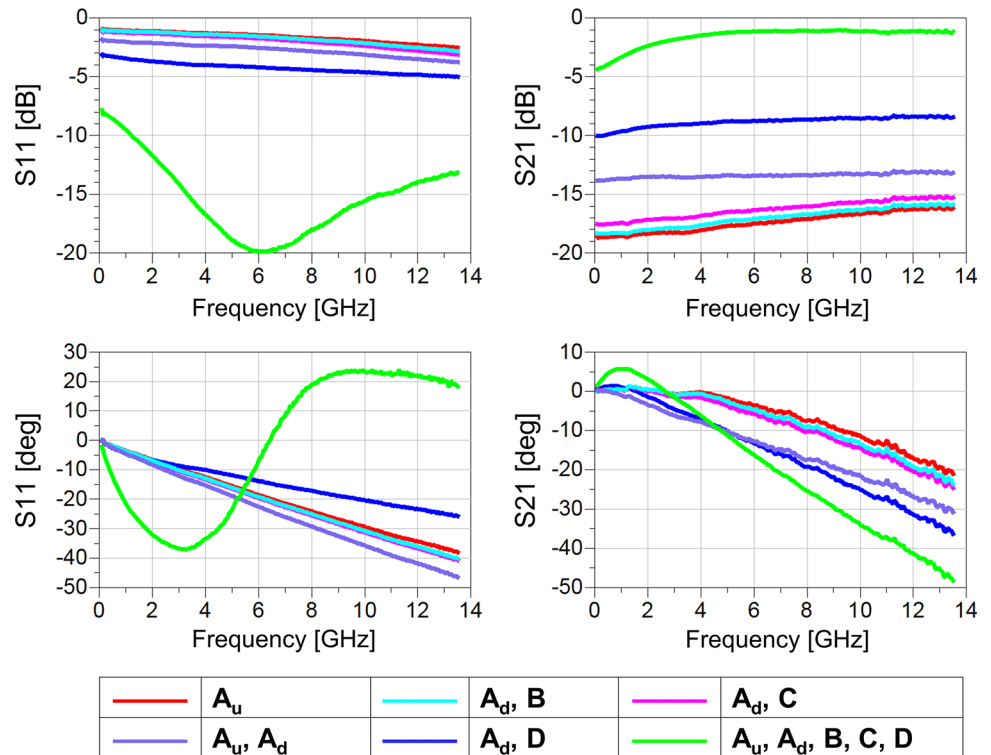 0
-5
-10
-15
-20
S11 [dB]
0 2 4 6 8 10 12 14
Frequency [GHz]
0
-5
-10
-15
-20
S21 [dB]
0 2 4 6 8 10 12 14
Frequency [GHz]
30
20
10
0
-10
-20
-30
-40
-50
S11 [deg]
0 2 4 6 8 10 12 14
Frequency [GHz]
10
0
-10
-20
-30
-40
-50
S21 [deg]
0 2 4 6 8 10 12 14
Frequency [GHz]
Au Ad, B Ad, C
Au, Ad Ad, D Au, Ad, B, C, D